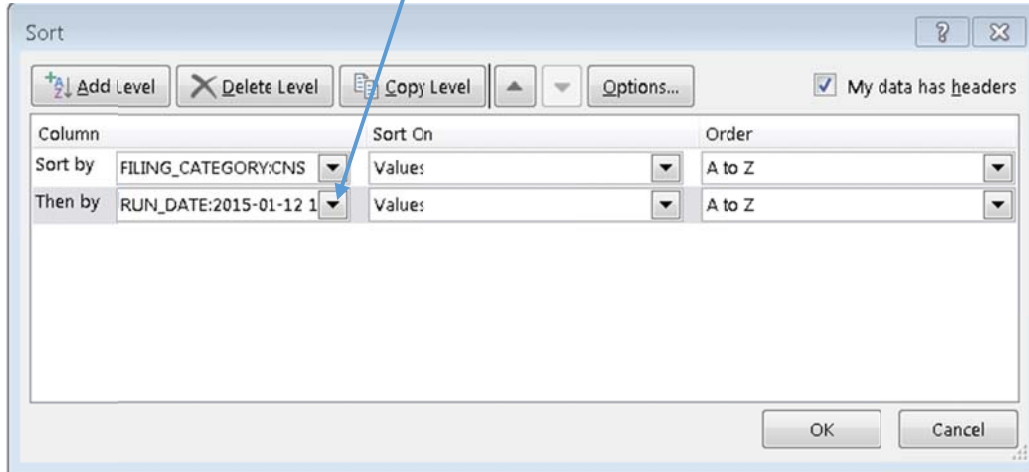 Sort
Add Level Delete Level Copy Level Options... My data has headers
Column Sort On Order
Sort by FILING_CATEGORY:CNS Values A to Z
Then by RUN_DATE:2015-01-12 1 Values A to Z
OK Cancel